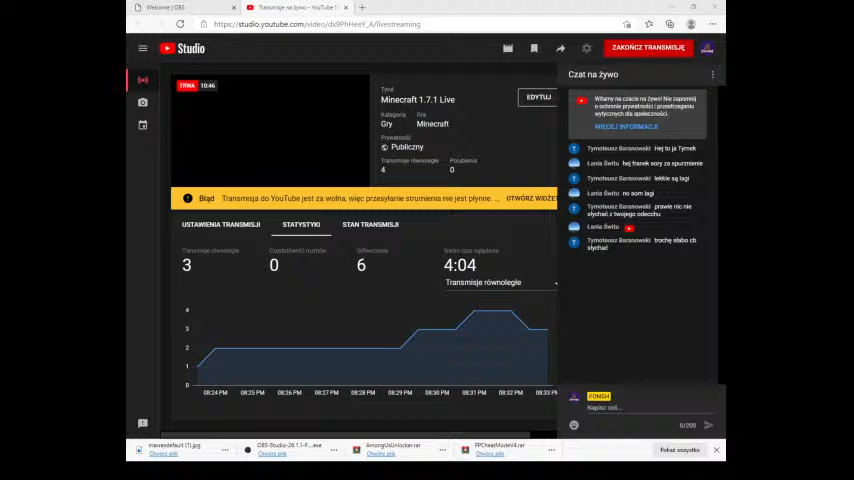 Welcome | OBS
Transmisje na żywo - YouTube S
https://studio.youtube.com/video/dx9PhHeeY_A/livestreaming
Studio
ZAKOŃCZ TRANSMISJĘ
TRWA 10:46
Tytuł
Minecraft 1.7.1 Live
EDYTUJ
Kategoria Gra
Gry Minecraft
Prywatność
Publiczny
Transmisje równoległe Polubienia
4 0
Błąd Transmisja do YouTube jest za wolna, więc przesyłanie strumienia nie jest płynne. ... OTWÓRZ WIDŻET
USTAWIENIA TRANSMISJI STATYSTYKI STAN TRANSMISJI
Transmisje równoległe Częstotliwość rozmów Odtworzenia Średni czas oglądania
3 0 6 4:04
Transmisje równoległe
4
3
2
1
0
08:24 PM 08:25 PM 08:26 PM 08:27 PM 08:28 PM 08:29 PM 08:30 PM 08:31 PM 08:32 PM 08:33 PM
Czat na żywo
Witamy na czacie na żywo! Nie zapomnij
o ochronie prywatności i przestrzeganiu
wytycznych dla społeczności.
WIĘCEJ INFORMACJI
Tymoteusz Baranowski Hej to ja Tymek
Łania Świtu hej franek sory za spurznienie
Tymoteusz Baranowski lekkie są lagi
Łania Świtu no som lagi
Tymoteusz Baranowski prawie nic nie
słychać z twojego odecchu
Łania Świtu
Tymoteusz Baranowski trochę słabo cb
słychać
FONSH
Napisz coś...
0/200
maxresdefault (1).jpg
Otwórz plik
OBS-Studio-26.1.1-F....exe
Otwórz plik
AmongUsUnlocker.rar
Otwórz plik
PPCheatModeV4.rar
Otwórz plik
Pokaż wszystko